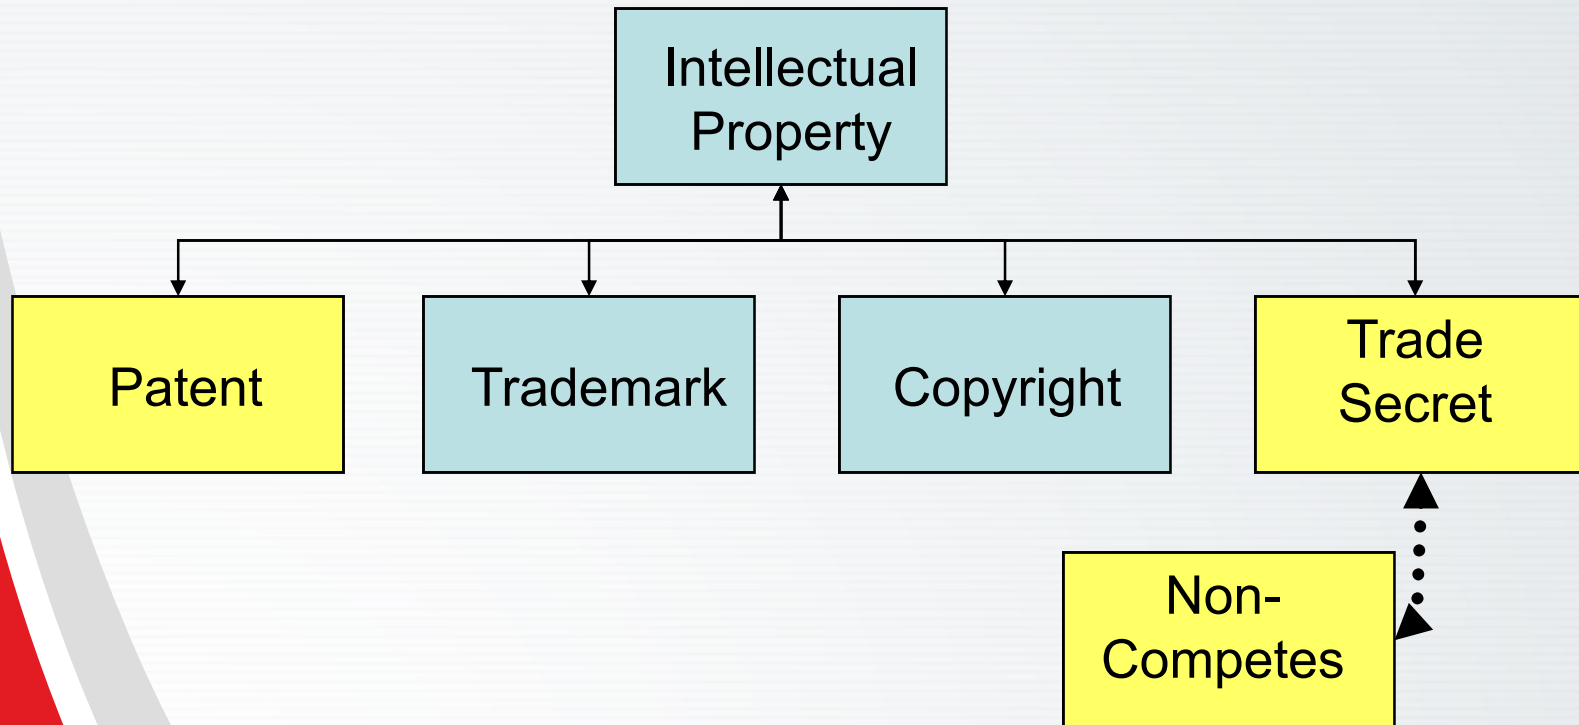 Intellectual
Property
Patent
Trademark
Copyright
Trade
Secret
Non-
Competes